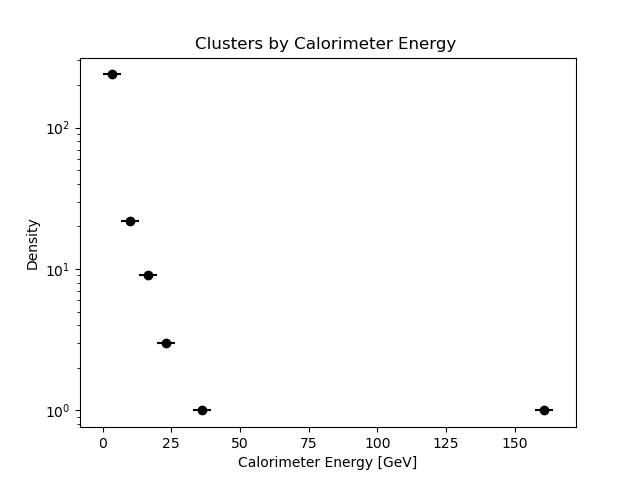 Clusters by Calorimeter Energy
Density
10²
10¹
10⁰
0 25 50 75 100 125 150
Calorimeter Energy [GeV]